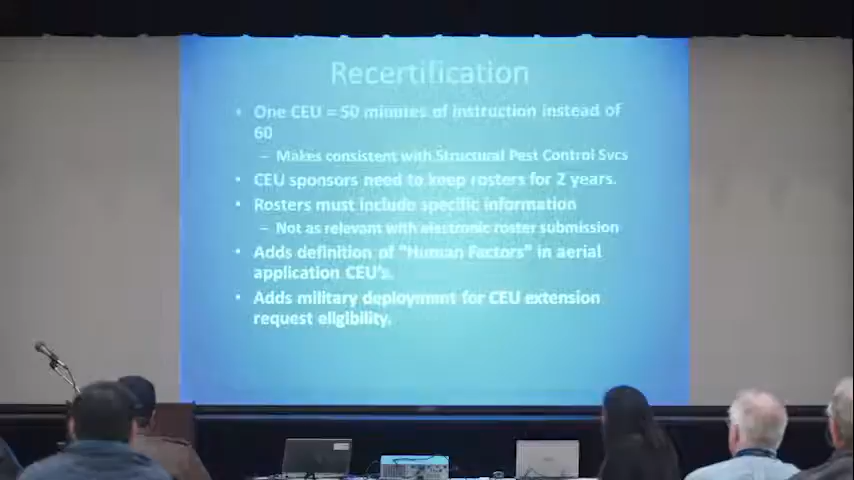 Recertification
• One CEU = 50 minutes of instruction instead of
60
– Makes consistent with Structural Pest Control Svcs
• CEU sponsors need to keep rosters for 2 years.
• Rosters must include specific information
– Not as relevant with electronic roster submission
• Adds definition of "Human Factors" in aerial
application CEU's.
• Adds military deployment for CEU extension
request eligibility.